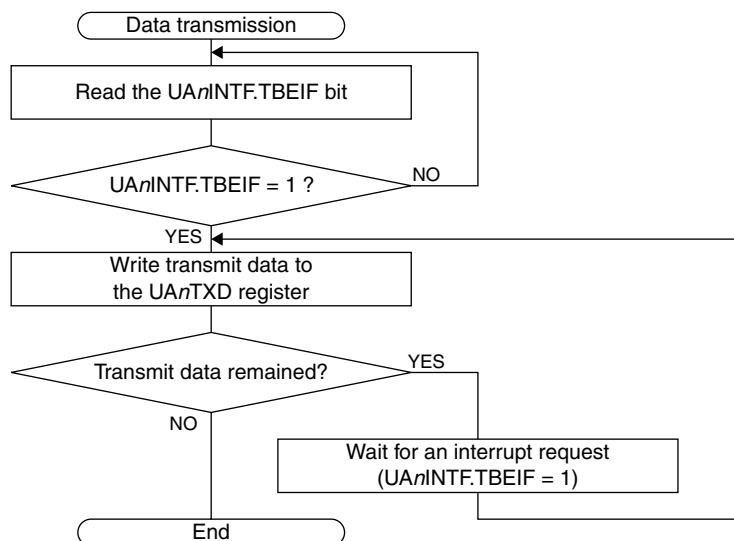 Data transmission
Read the UAnINTF.TBEIF bit
UAnINTF.TBEIF = 1 ?
NO
YES
Write transmit data to
the UAnTXD register
Transmit data remained?
YES
NO
Wait for an interrupt request
(UAnINTF.TBEIF = 1)
End